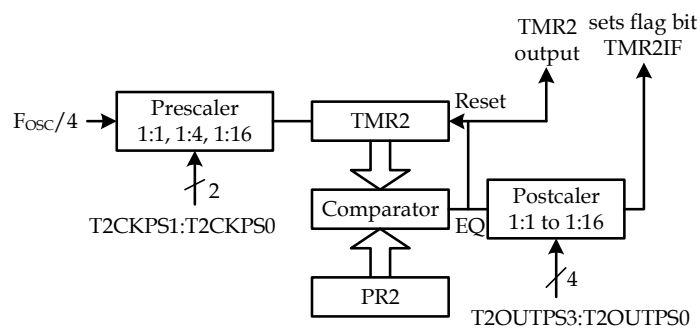 TMR2
output
sets flag bit
TMR2IF
Prescaler
1:1, 1:4, 1:16
F_OSC/4
TMR2
Reset
2
T2CKPS1:T2CKPS0
Comparator
EQ
Postcaler
1:1 to 1:16
PR2
4
T2OUTPS3:T2OUTPS0